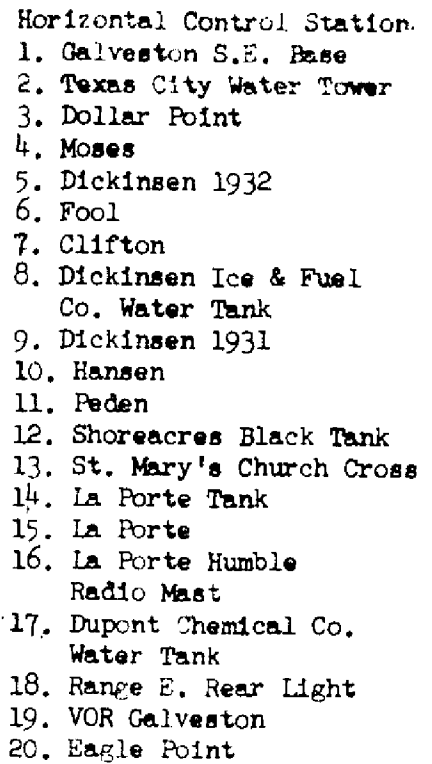 Horizontal Control Station.
1. Galveston S.E. Base
2. Texas City Water Tower
3. Dollar Point
4. Moses
5. Dickinsen 1932
6. Fool
7. Clifton
8. Dickinsen Ice & Fuel
Co. Water Tank
9. Dickinsen 1931
10. Hansen
11. Peden
12. Shoreacres Black Tank
13. St. Mary's Church Cross
14. La Porte Tank
15. La Porte
16. La Porte Humble
Radio Mast
17. Dupont Chemical Co.
Water Tank
18. Range E. Rear Light
19. VOR Galveston
20. Eagle Point